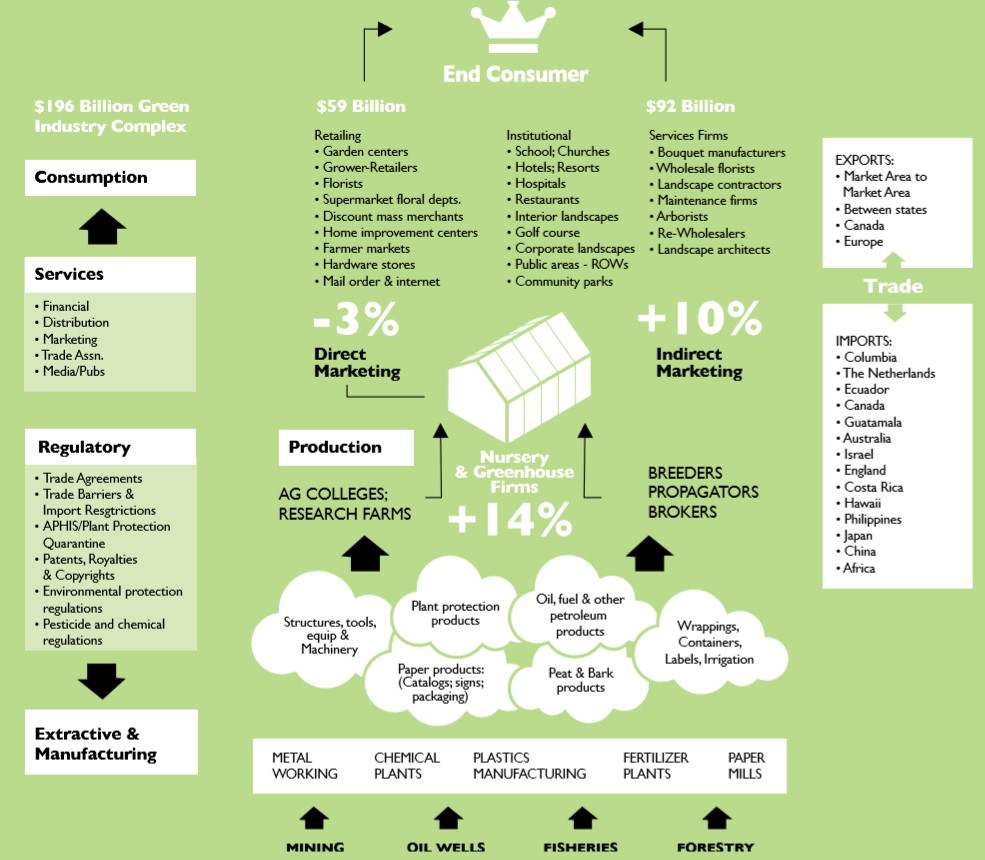 End Consumer
$196 Billion Green
Industry Complex
Consumption
Services
• Financial
• Distribution
• Marketing
• Trade Assn.
• Media/Pubs
Regulatory
• Trade Agreements
• Trade Barriers &
Import Resgtrictions
• APHIS/Plant Protection
Quarantine
• Patents, Royalties
& Copyrights
• Environmental protection
regulations
• Pesticide and chemical
regulations
Extractive &
Manufacturing
$59 Billion
Retailing
• Garden centers
• Grower-Retailers
• Florists
• Supermarket floral depts.
• Discount mass merchants
• Home improvement centers
• Farmer markets
• Hardware stores
• Mail order & internet
-3%
Direct
Marketing
Institutional
• School; Churches
• Hotels; Resorts
• Hospitals
• Restaurants
• Interior landscapes
• Golf course
• Corporate landscapes
• Public areas - ROWs
• Community parks
$92 Billion
Services Firms
• Bouquet manufacturers
• Wholesale florists
• Landscape contractors
• Maintenance firms
• Arborists
• Re-Wholesalers
• Landscape architects
+10%
Indirect
Marketing
EXPORTS:
• Market Area to
Market Area
• Between states
• Canada
• Europe
Trade
IMPORTS:
• Columbia
• The Netherlands
• Ecuador
• Canada
• Guatamala
• Australia
• Israel
• England
• Costa Rica
• Hawaii
• Philippines
• Japan
• China
• Africa
Production
AG COLLEGES;
RESEARCH FARMS
Nursery
& Greenhouse
Firms
+14%
BREEDERS
PROPAGATORS
BROKERS
Structures, tools,
equip &
Machinery
Plant protection
products
Oil, fuel & other
petroleum
products
Wrappings,
Containers,
Labels, Irrigation
Paper products:
(Catalogs; signs;
packaging)
Peat & Bark
products
METAL
WORKING
CHEMICAL
PLANTS
PLASTICS
MANUFACTURING
FERTILIZER
PLANTS
PAPER
MILLS
MINING
OIL WELLS
FISHERIES
FORESTRY